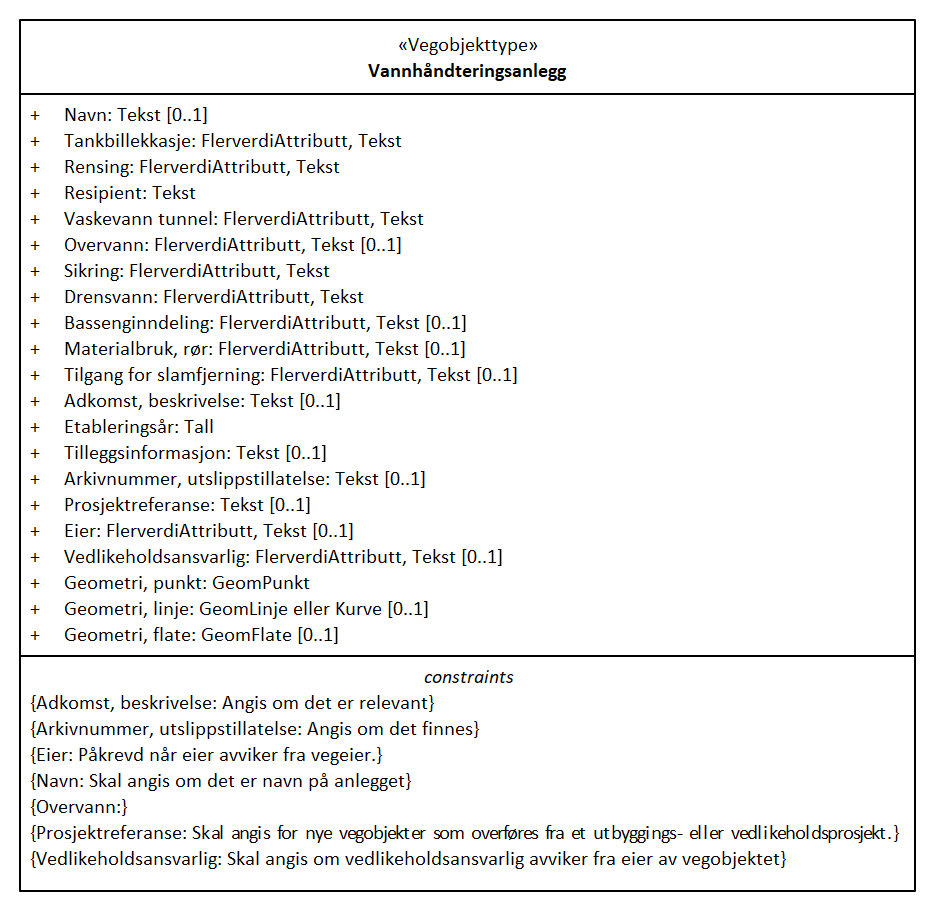 «Vegobjekttype»
Vannhåndteringsanlegg
+ Navn: Tekst [0..1]
+ Tankbillekkasje: FlerverdiAttributt, Tekst
+ Rensing: FlerverdiAttributt, Tekst
+ Resipient: Tekst
+ Vaskevann tunnel: FlerverdiAttributt, Tekst
+ Overvann: FlerverdiAttributt, Tekst [0..1]
+ Sikring: FlerverdiAttributt, Tekst
+ Drensvann: FlerverdiAttributt, Tekst
+ Bassenginndeling: FlerverdiAttributt, Tekst [0..1]
+ Materialbruk, rør: FlerverdiAttributt, Tekst [0..1]
+ Tilgang for slamfjerning: FlerverdiAttributt, Tekst [0..1]
+ Adkomst, beskrivelse: Tekst [0..1]
+ Etableringsår: Tall
+ Tilleggsinformasjon: Tekst [0..1]
+ Arkivnummer, utslippstillatelse: Tekst [0..1]
+ Prosjektreferanse: Tekst [0..1]
+ Eier: FlerverdiAttributt, Tekst [0..1]
+ Vedlikeholdsansvarlig: FlerverdiAttributt, Tekst [0..1]
+ Geometri, punkt: GeomPunkt
+ Geometri, linje: GeomLinje eller Kurve [0..1]
+ Geometri, flate: GeomFlate [0..1]
constraints
{Adkomst, beskrivelse: Angis om det er relevant}
{Arkivnummer, utslippstillatelse: Angis om det finnes}
{Eier: Påkrevd når eier avviker fra vegeier.}
{Navn: Skal angis om det er navn på anlegget}
{Overvann:}
{Prosjektreferanse: Skal angis for nye vegobjekter som overføres fra et utbyggings- eller vedlikeholdsprosjekt.}
{Vedlikeholdsansvarlig: Skal angis om vedlikeholdsansvarlig avviker fra eier av vegobjektet}